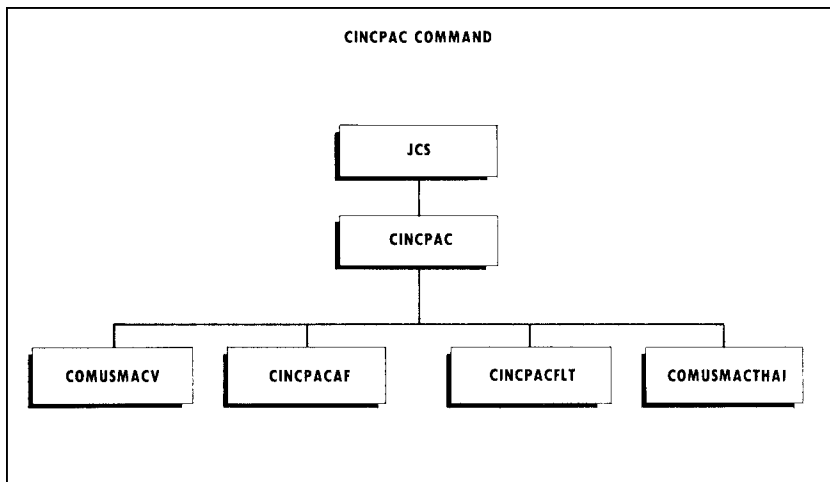 CINCPAC COMMAND
JCS
CINCPAC
COMUSMACV
CINCPACAF
CINCPACFLT
COMUSMACTHAI